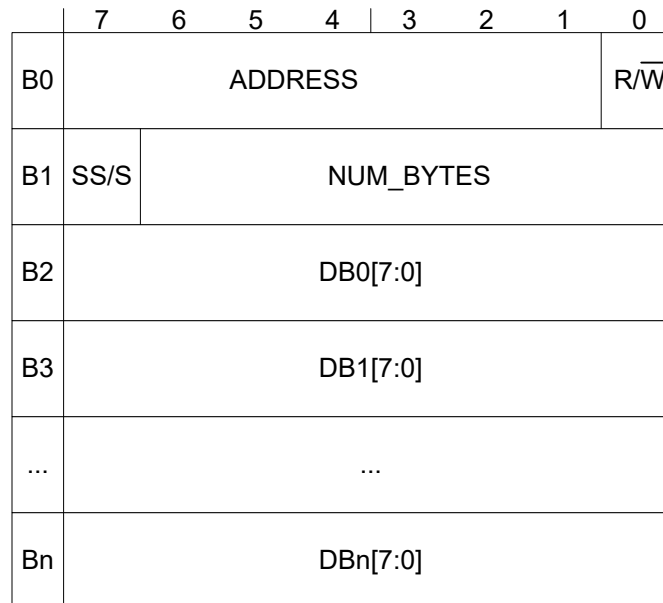 7 6 5 4 3 2 1 0
B0 ADDRESS R/W̅
B1 SS/S NUM_BYTES
B2 DB0[7:0]
B3 DB1[7:0]
... ...
Bn DBn[7:0]